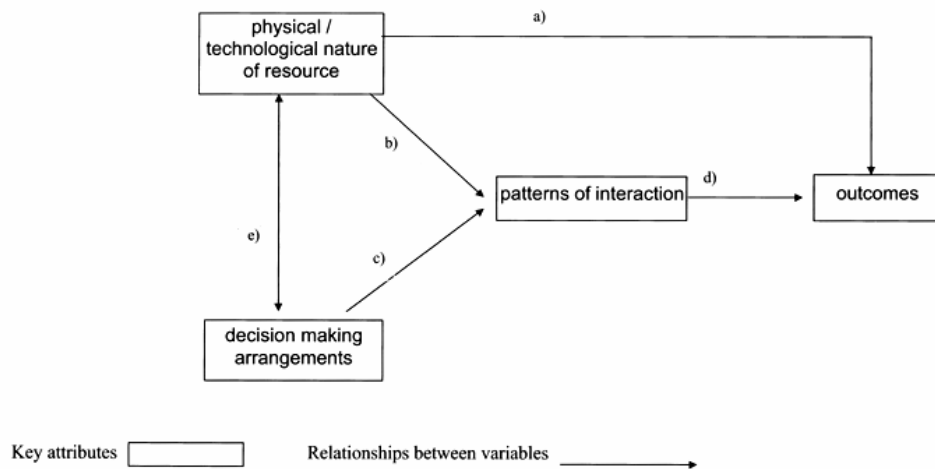 a)
physical /
technological nature
of resource
b)
patterns of interaction
d)
outcomes
e)
c)
decision making
arrangements
Key attributes
Relationships between variables